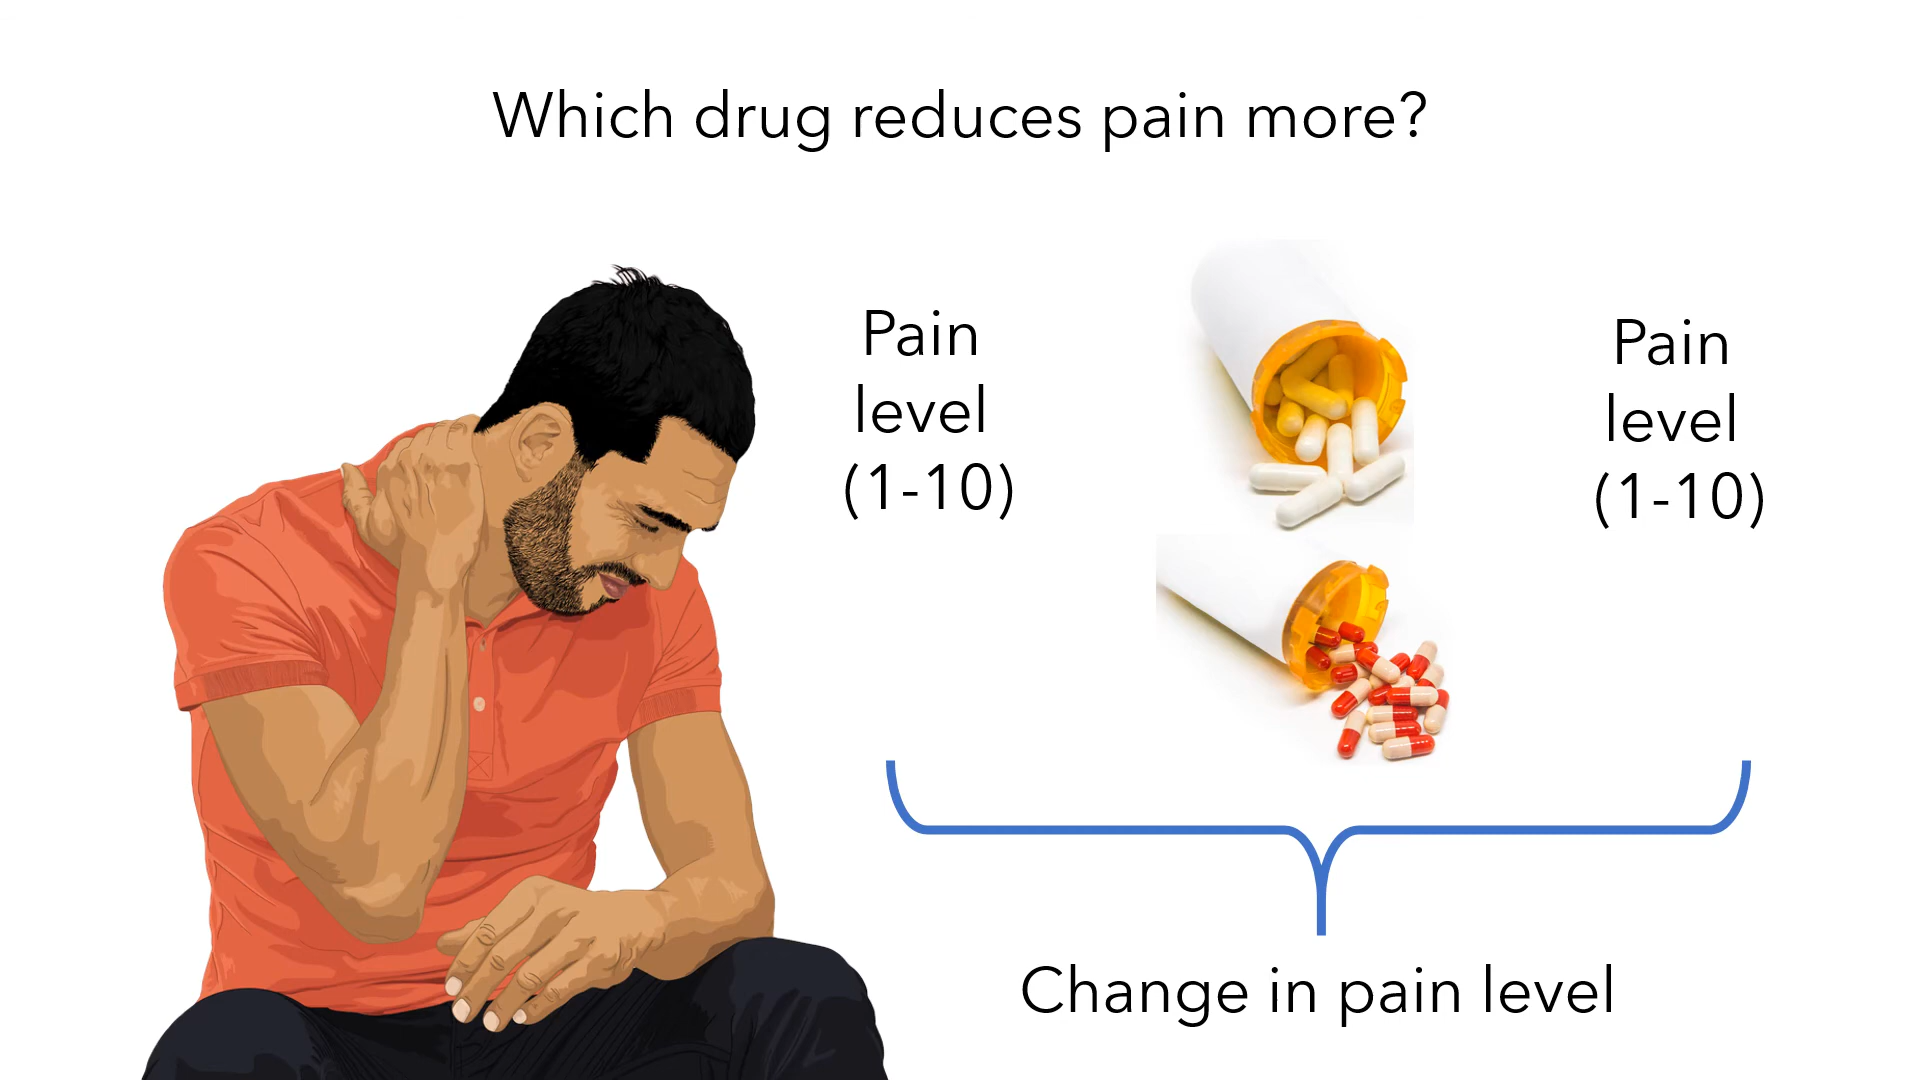 Which drug reduces pain more?
Pain
level
(1-10)
Pain
level
(1-10)
Change in pain level